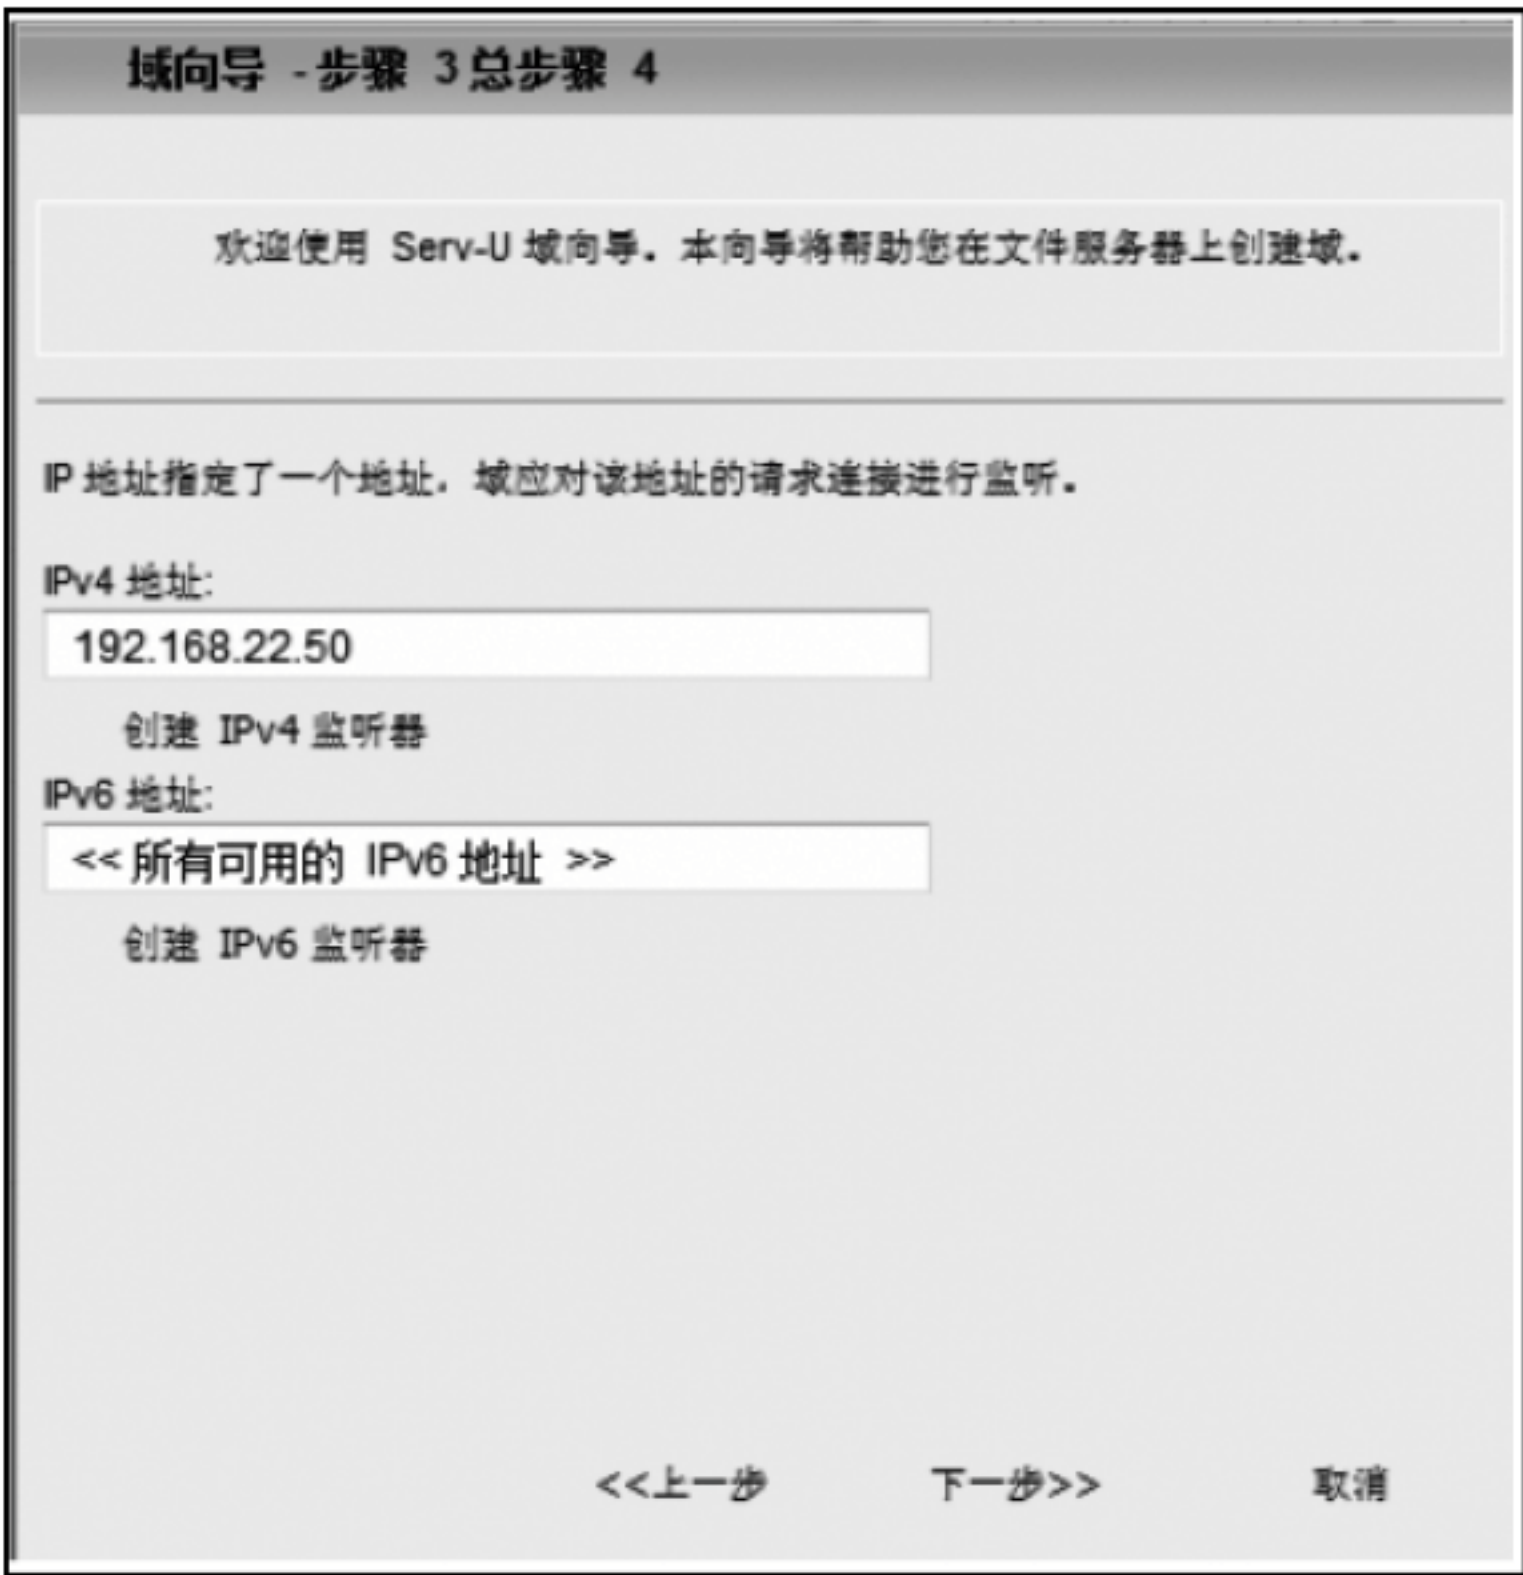 域向导 - 步骤 3总步骤 4
欢迎使用 Serv-U 域向导。本向导将帮助您在文件服务器上创建域。
IP 地址指定了一个地址，域应对该地址的请求连接进行监听。
IPv4 地址:
192.168.22.50
创建 IPv4 监听器
IPv6 地址:
<< 所有可用的 IPv6 地址 >>
创建 IPv6 监听器
<<上一步 下一步>> 取消